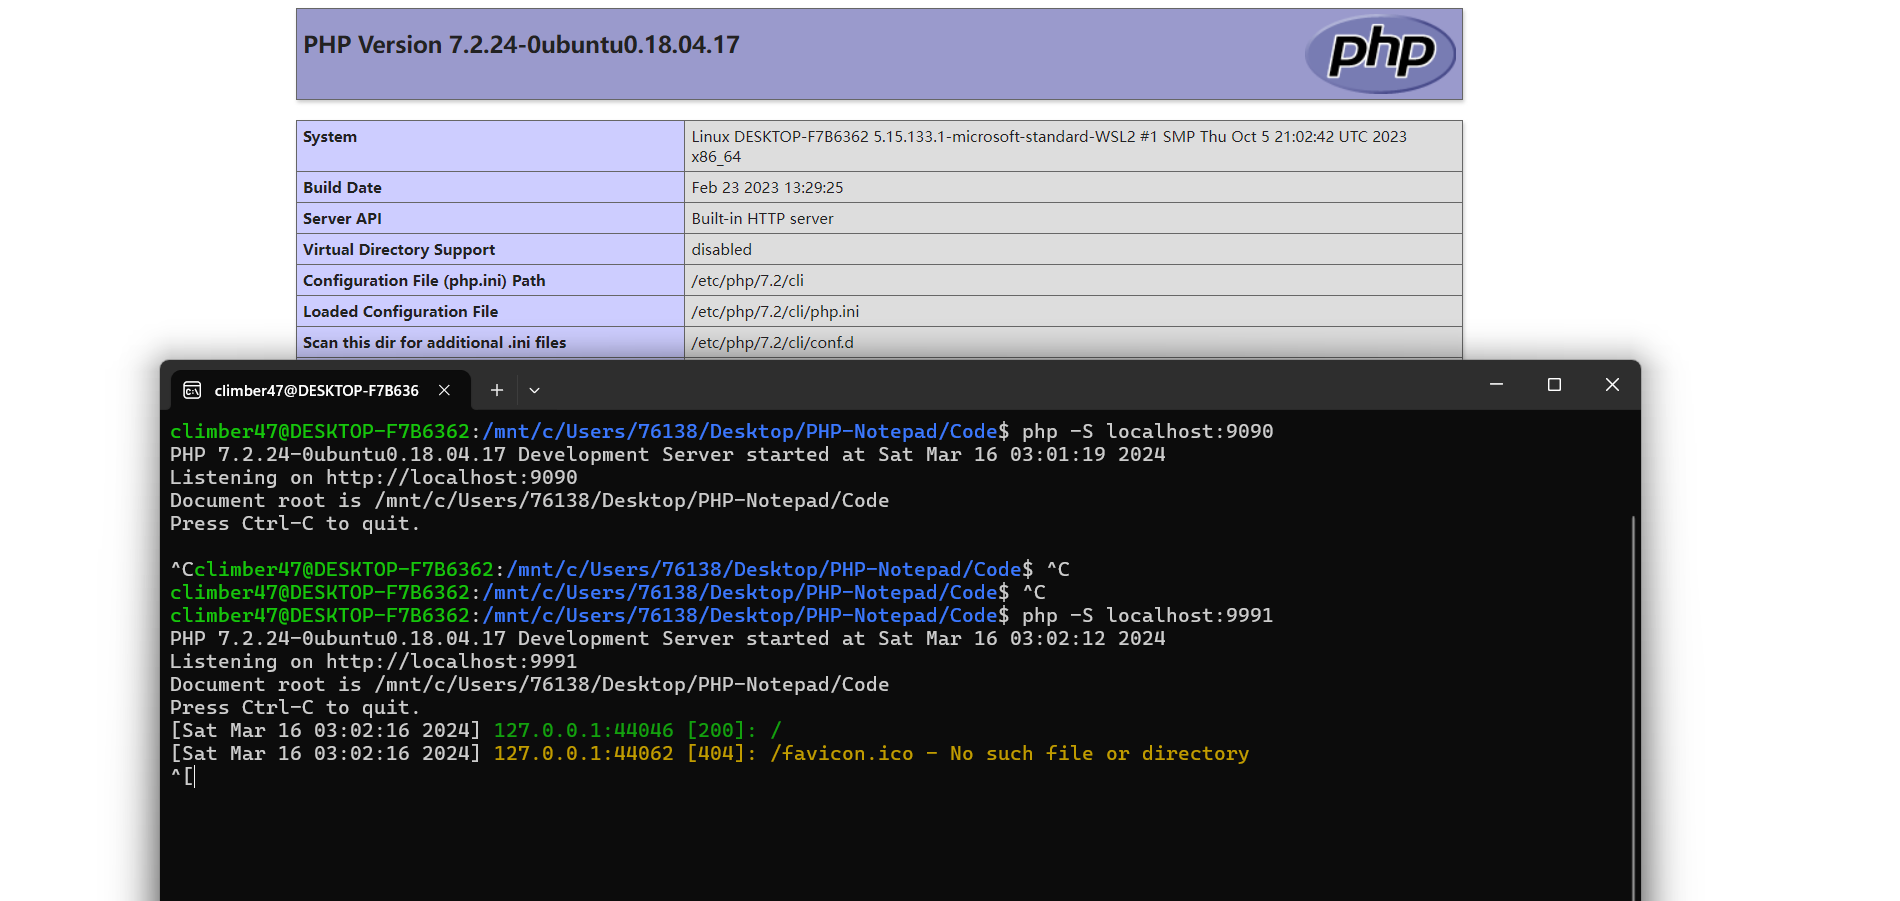 PHP Version 7.2.24-0ubuntu0.18.04.17
php
System Linux DESKTOP-F7B6362 5.15.133.1-microsoft-standard-WSL2 #1 SMP Thu Oct 5 21:02:42 UTC 2023
x86_64
Build Date Feb 23 2023 13:29:25
Server API Built-in HTTP server
Virtual Directory Support disabled
Configuration File (php.ini) Path /etc/php/7.2/cli
Loaded Configuration File /etc/php/7.2/cli/php.ini
Scan this dir for additional .ini files /etc/php/7.2/cli/conf.d
climber47@DESKTOP-F7B636
climber47@DESKTOP-F7B6362:/mnt/c/Users/76138/Desktop/PHP-Notepad/Code$ php -S localhost:9090
PHP 7.2.24-0ubuntu0.18.04.17 Development Server started at Sat Mar 16 03:01:19 2024
Listening on http://localhost:9090
Document root is /mnt/c/Users/76138/Desktop/PHP-Notepad/Code
Press Ctrl-C to quit.
^Cclimber47@DESKTOP-F7B6362:/mnt/c/Users/76138/Desktop/PHP-Notepad/Code$ ^C
climber47@DESKTOP-F7B6362:/mnt/c/Users/76138/Desktop/PHP-Notepad/Code$ ^C
climber47@DESKTOP-F7B6362:/mnt/c/Users/76138/Desktop/PHP-Notepad/Code$ php -S localhost:9991
PHP 7.2.24-0ubuntu0.18.04.17 Development Server started at Sat Mar 16 03:02:12 2024
Listening on http://localhost:9991
Document root is /mnt/c/Users/76138/Desktop/PHP-Notepad/Code
Press Ctrl-C to quit.
[Sat Mar 16 03:02:16 2024] 127.0.0.1:44046 [200]: /
[Sat Mar 16 03:02:16 2024] 127.0.0.1:44062 [404]: /favicon.ico - No such file or directory
^[